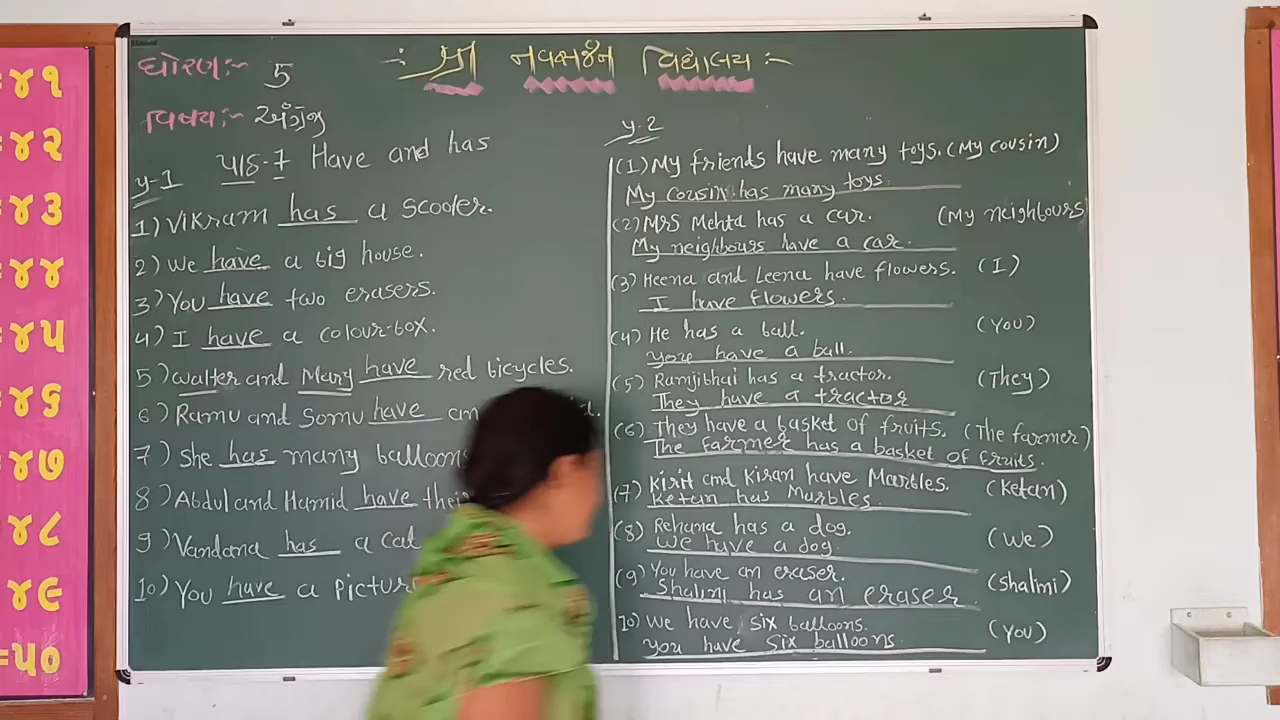 ધોરણ:- 5
-: શ્રી નવસર્જન વિદ્યાલય :-
વિષય:- અંગ્રેજી
પાઠ-7 Have and has
પ્ર-1
1) Vikram has a scooter.
2) We have a big house.
3) You have two erasers.
4) I have a colour-box.
5) Walter and Mary have red bicycles.
6) Ramu and Somu have an
7) She has many balloons
8) Abdul and Hamid have their
9) Vandana has a cat
10) You have a picture
પ્ર-2
(1) My friends have many toys. (My cousin)
My cousin has many toys.
(2) Mrs Mehta has a car. (My neighbours)
My neighbours have a car.
(3) Heena and Leena have flowers. (I)
I have flowers.
(4) He has a ball. (You)
You have a ball.
(5) Ramjibhai has a tractor. (They)
They have a tractor
(6) They have a basket of fruits. (The farmer)
The farmer has a basket of fruits.
(7) Kirit and Kiran have Marbles. (Ketan)
Ketan has Marbles.
(8) Rehana has a dog. (We)
We have a dog.
(9) You have an eraser. (Shalini)
Shalini has an eraser.
10) We have six balloons. (You)
You have six balloons.
=૪૧
=૪૨
=૪૩
=૪૪
=૪૫
=૪૬
=૪૭
=૪૮
=૪૯
=૫૦